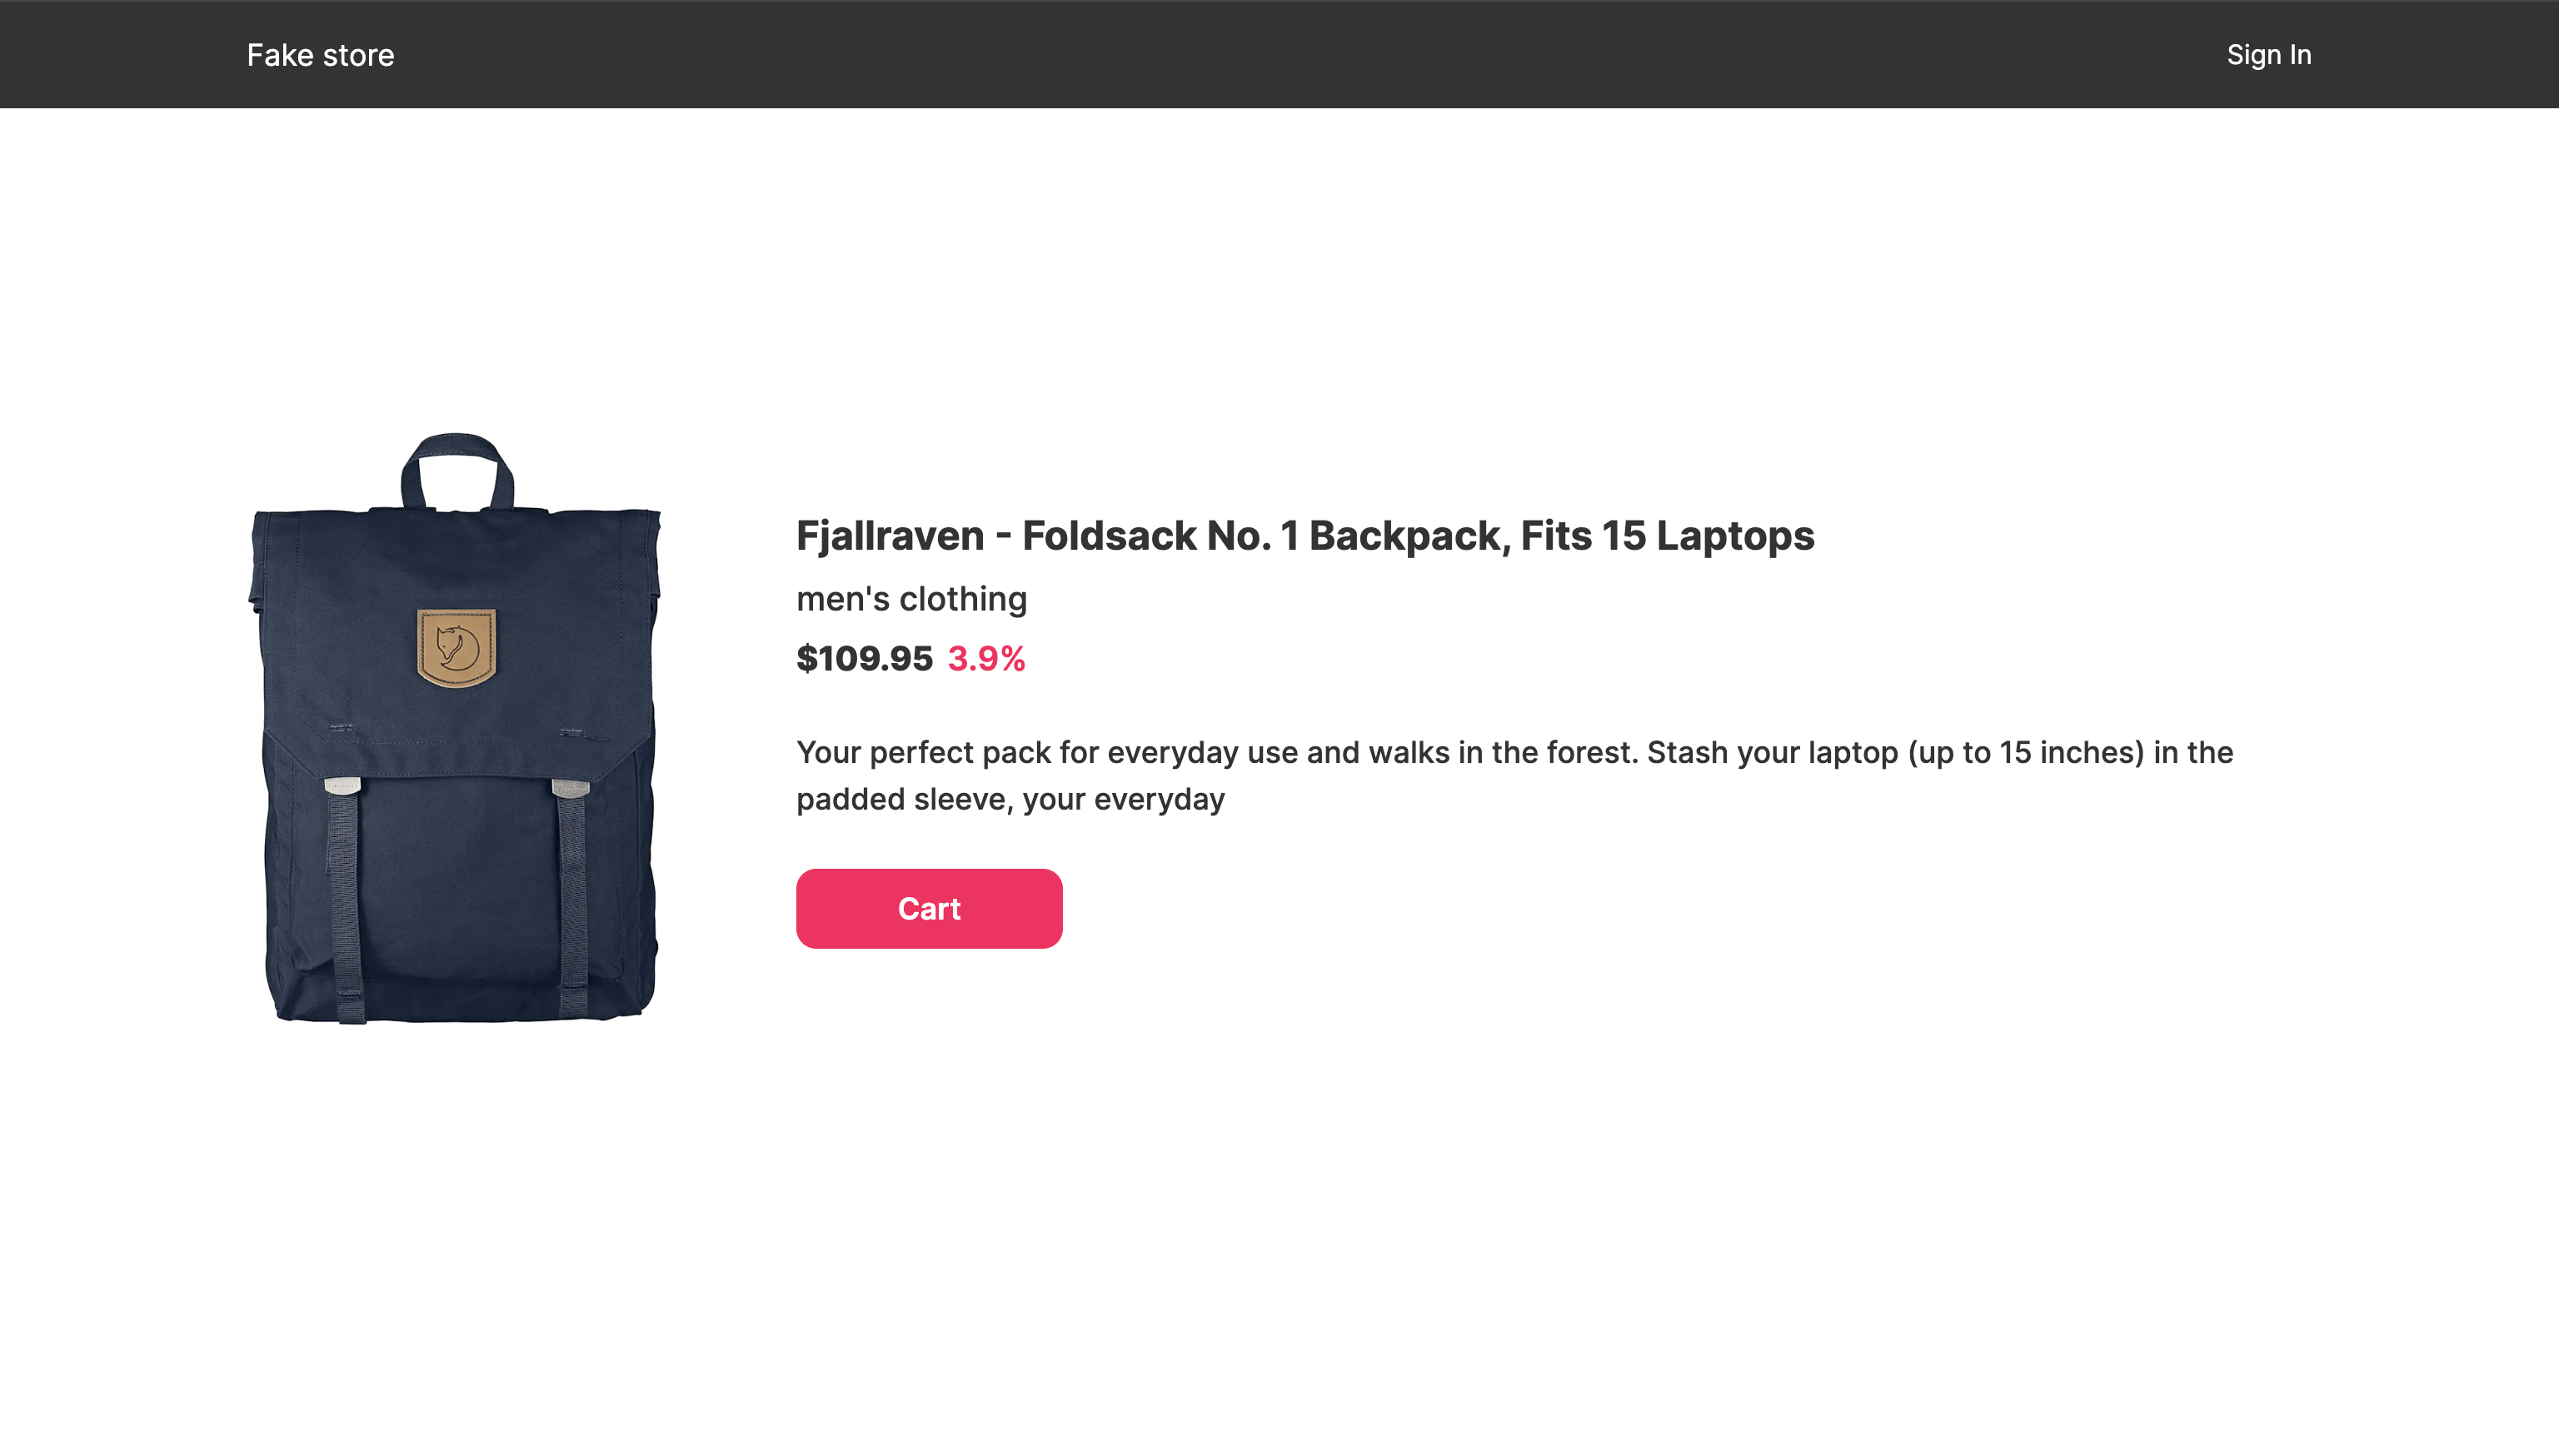 Fake store
Sign In
Fjallraven - Foldsack No. 1 Backpack, Fits 15 Laptops
men's clothing
$109.95 3.9%
Your perfect pack for everyday use and walks in the forest. Stash your laptop (up to 15 inches) in the
padded sleeve, your everyday
Cart